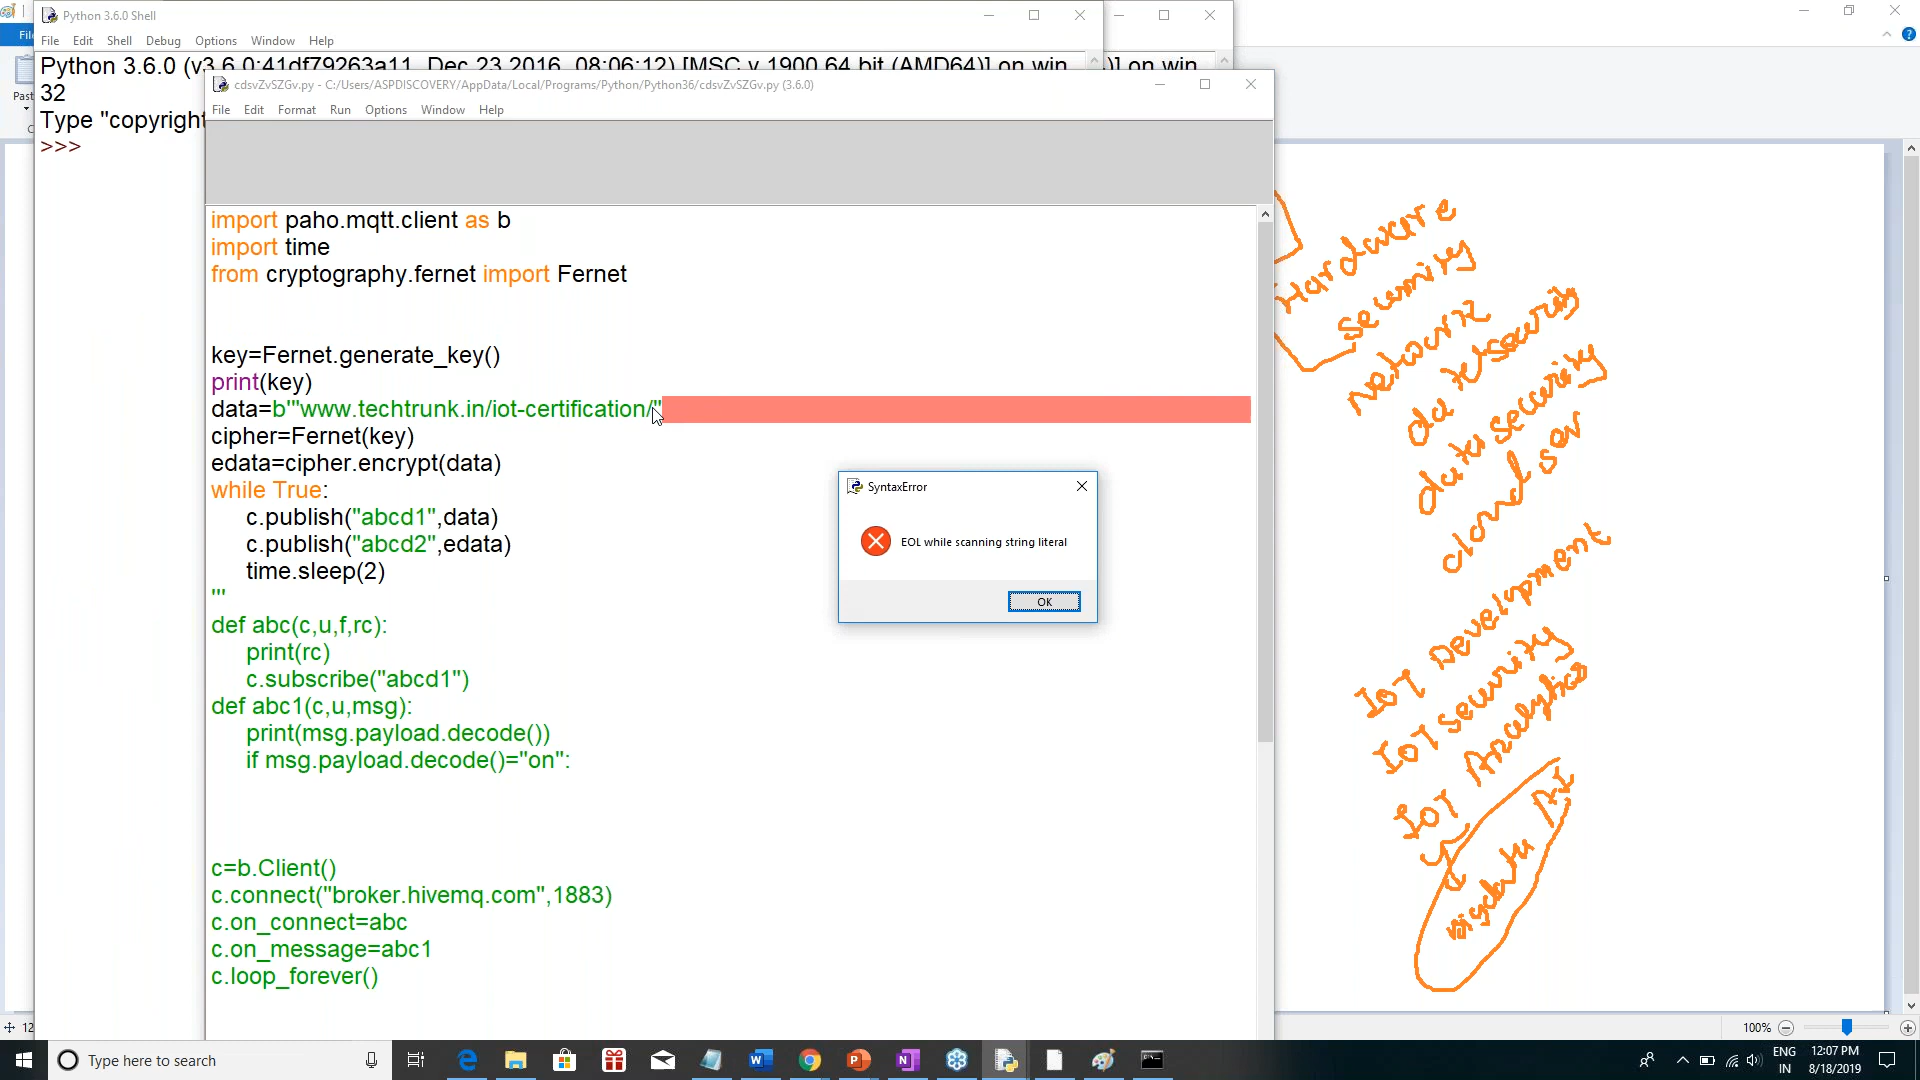 Python 3.6.0 Shell
File Edit Shell Debug Options Window Help
Python 3.6.0 (v3.6.0:41df79263a11, Dec 23 2016, 08:06:12) [MSC v.1900 64 bit (AMD64)] on win
)] on win
32
Type "copyright
>>>
Past
cdsvZvSZGv.py - C:/Users/ASPDISCOVERY/AppData/Local/Programs/Python/Python36/cdsvZvSZGv.py (3.6.0)
File Edit Format Run Options Window Help
import paho.mqtt.client as b
import time
from cryptography.fernet import Fernet
key=Fernet.generate_key()
print(key)
data=b'"www.techtrunk.in/iot-certification/"
cipher=Fernet(key)
edata=cipher.encrypt(data)
while True:
c.publish("abcd1",data)
c.publish("abcd2",edata)
time.sleep(2)
'''
def abc(c,u,f,rc):
print(rc)
c.subscribe("abcd1")
def abc1(c,u,msg):
print(msg.payload.decode())
if msg.payload.decode()="on":
c=b.Client()
c.connect("broker.hivemq.com",1883)
c.on_connect=abc
c.on_message=abc1
c.loop_forever()
SyntaxError
EOL while scanning string literal
OK
Hardware
Security
Network
data security
cloud ser
IoT Development
IoT Security
IoT Analytics
AI
100%
Type here to search
ENG
IN
12:07 PM
8/18/2019